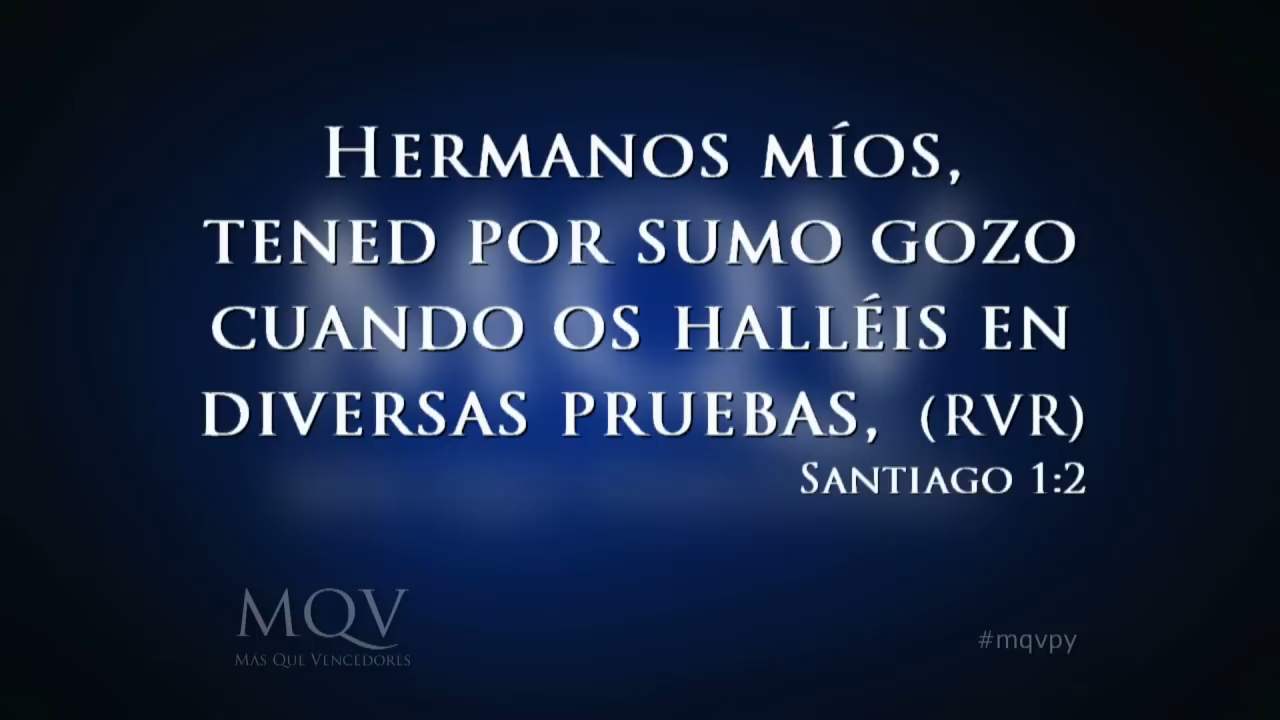 Hermanos míos,
tened por sumo gozo
cuando os halléis en
diversas pruebas, (RVR)
Santiago 1:2
MQV
Más Que Vencedores
#mqvpy